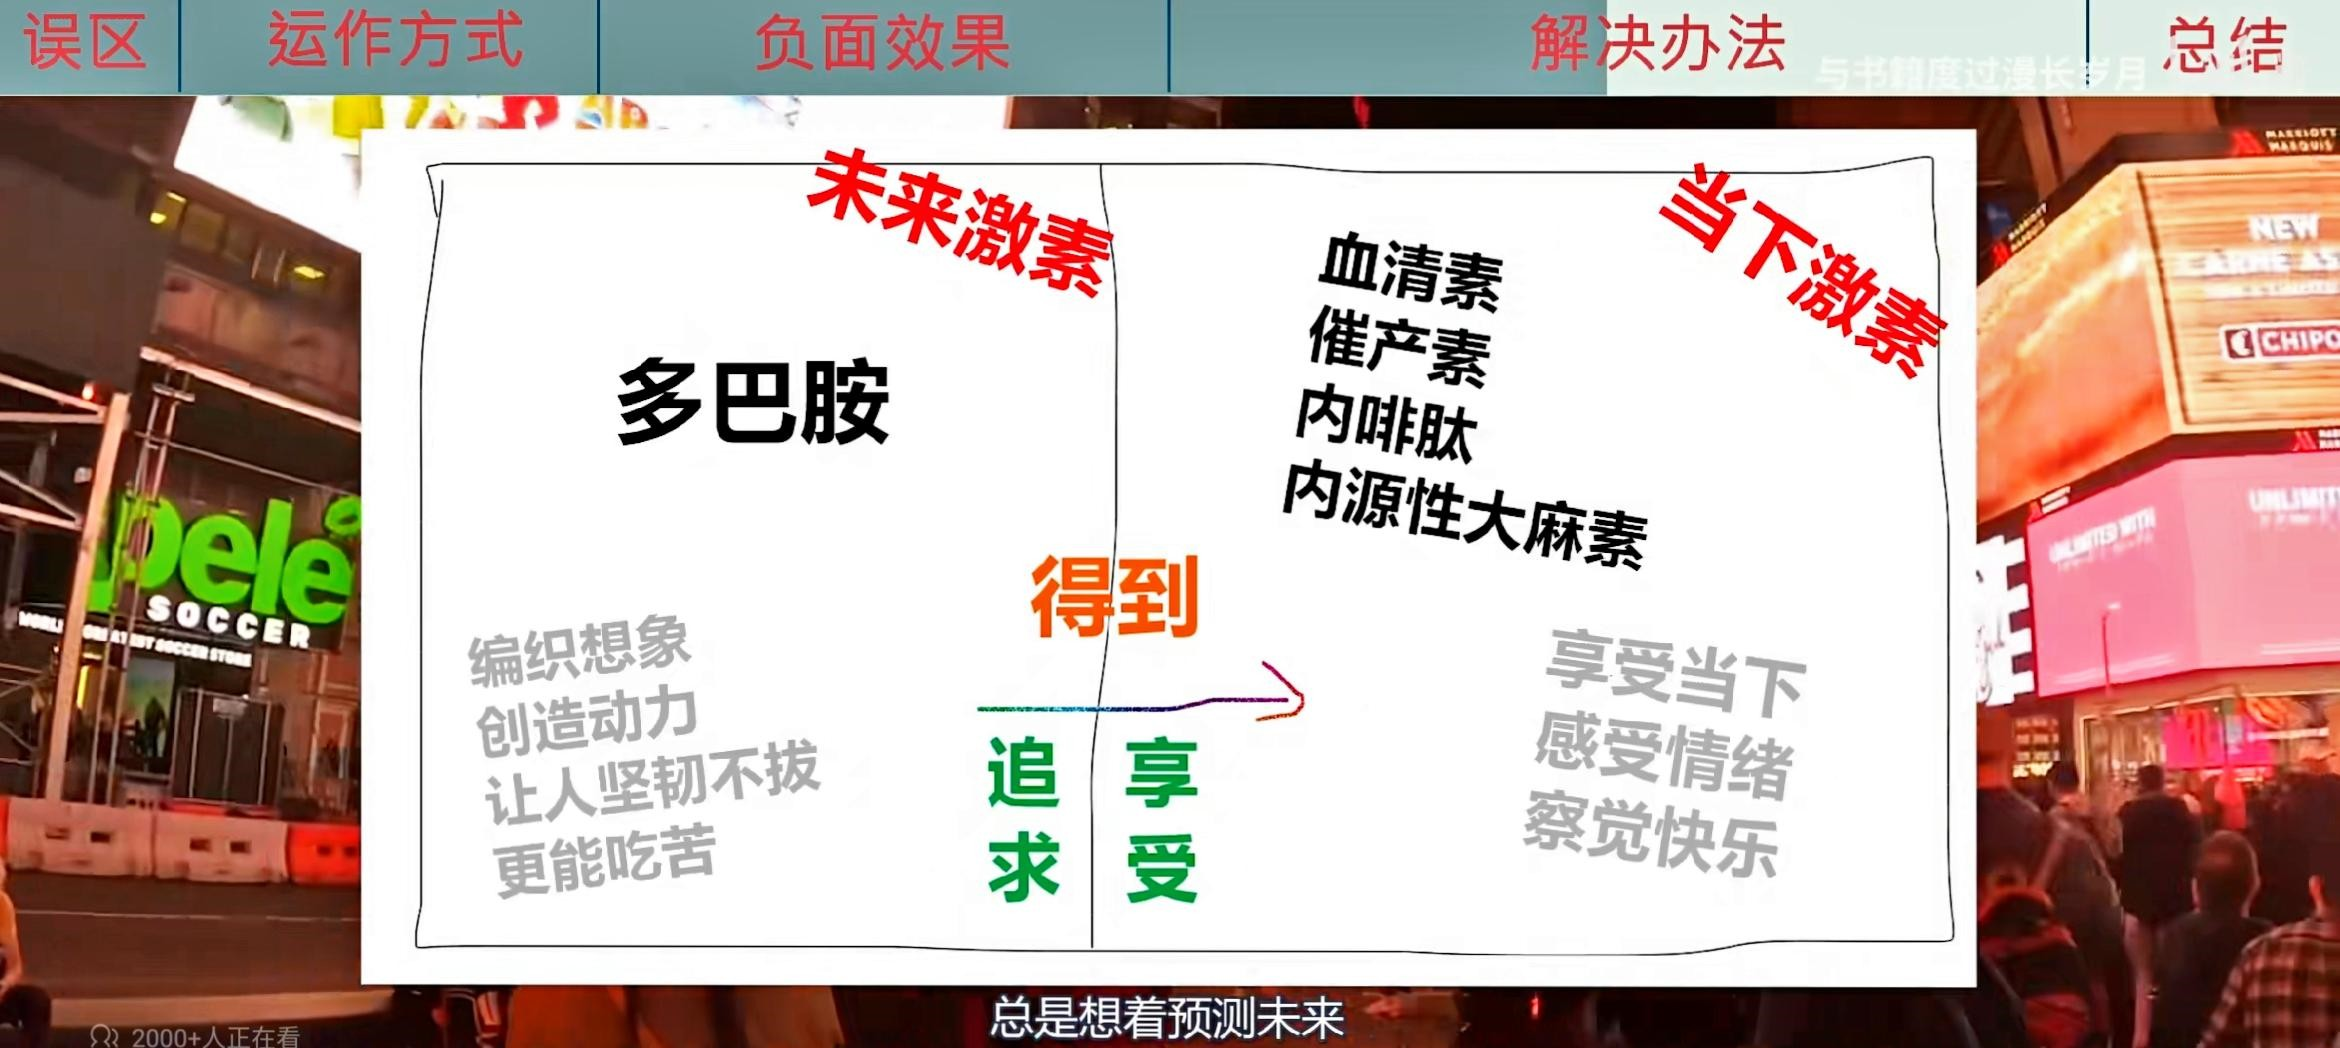 误区
运作方式
负面效果
解决办法
总结
与书籍度过漫长岁月
未来激素
当下激素
多巴胺
血清素
催产素
内啡肽
内源性大麻素
得到
编织想象
创造动力
让人坚韧不拔
更能吃苦
追求
享受
享受当下
感受情绪
察觉快乐
pele
SOCCER
MARRIOTT
MARQUIS
NEW
CHIPO
UNLIMITED WITH
UNLIMIT
总是想着预测未来
2000+人正在看